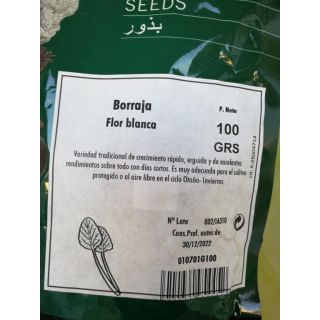 SEEDS
بذور
Borraja
Flor blanca
P. Neto
100
GRS
Variedad tradicional de crecimiento rápido, erguida y de excelentes
rendimientos sobre todo con días cortos. Es muy adecuada para el cultivo
protegido o al aire libre en el ciclo Otoño- Invierno.
Nº Lote 002/IA310
Cons.Pref. antes de
30/12/2022
010701G100